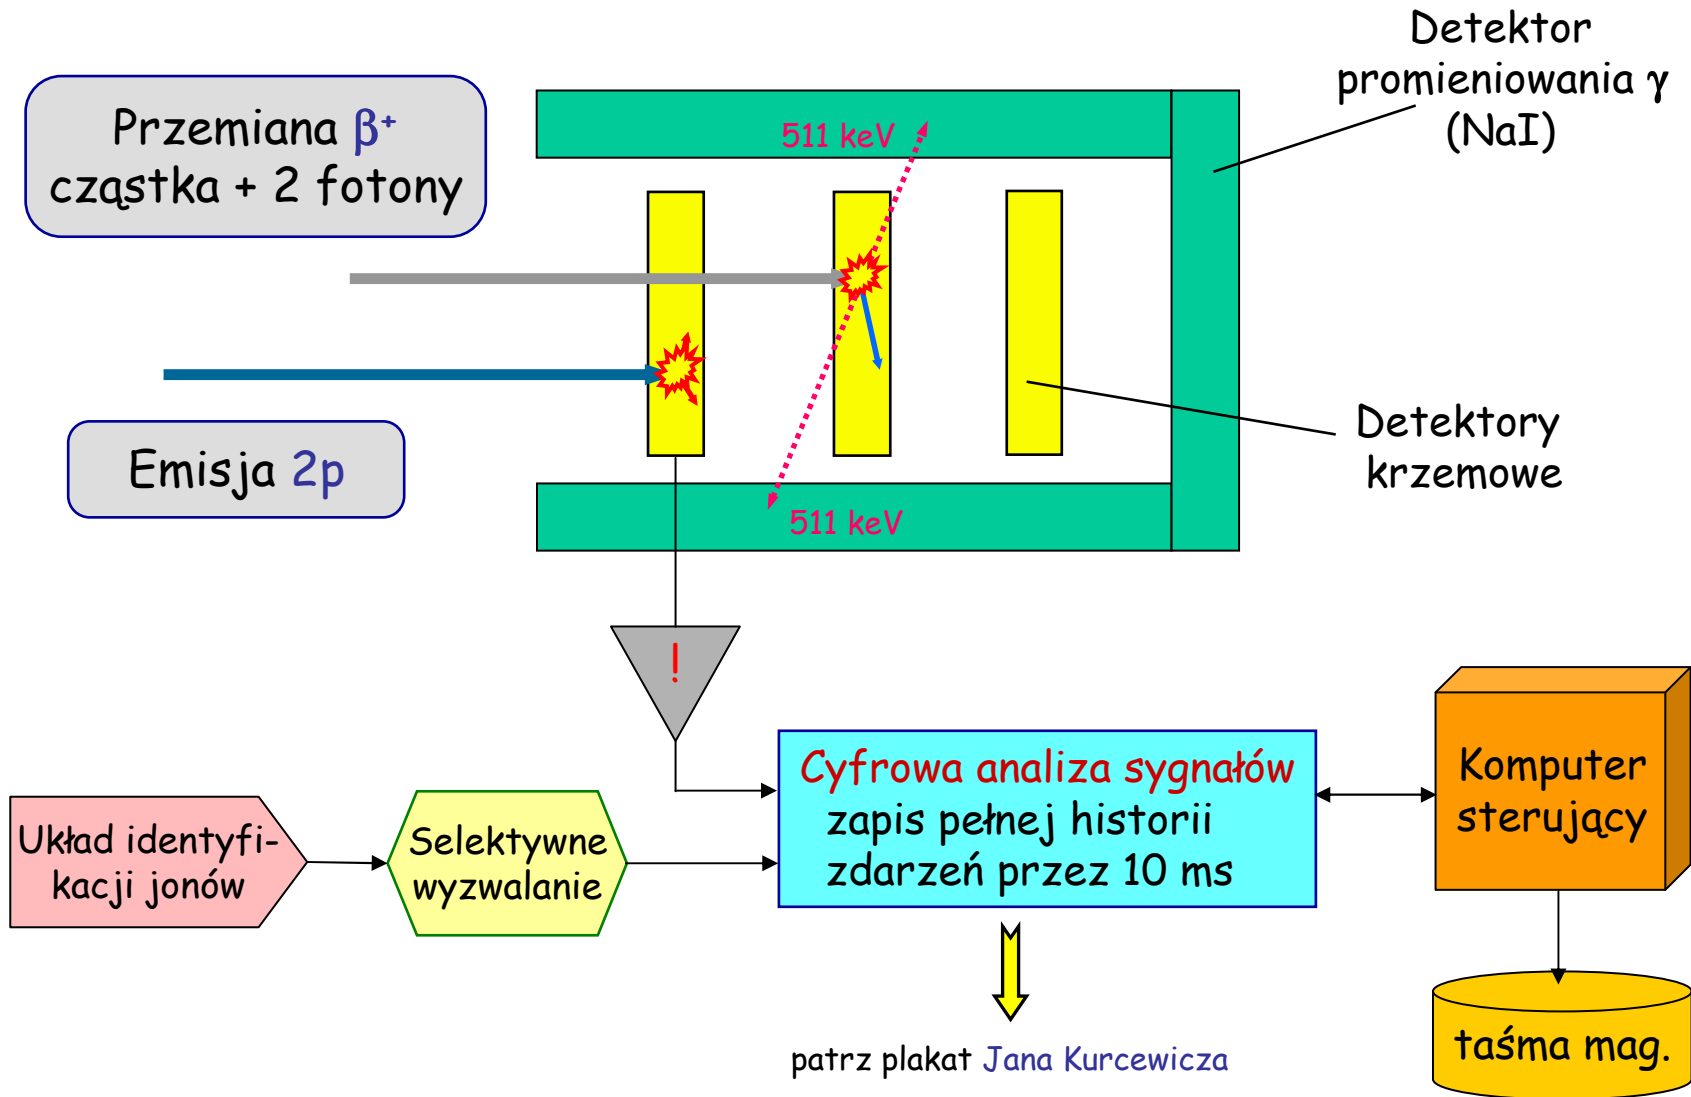 Detektor
promieniowania γ
(NaI)
Przemiana β⁺
cząstka + 2 fotony
511 keV
Emisja 2p
Detektory
krzemowe
511 keV
!
Cyfrowa analiza sygnałów
zapis pełnej historii
zdarzeń przez 10 ms
Komputer
sterujący
Układ identyfi-
kacji jonów
Selektywne
wyzwalanie
taśma mag.
patrz plakat Jana Kurcewicza